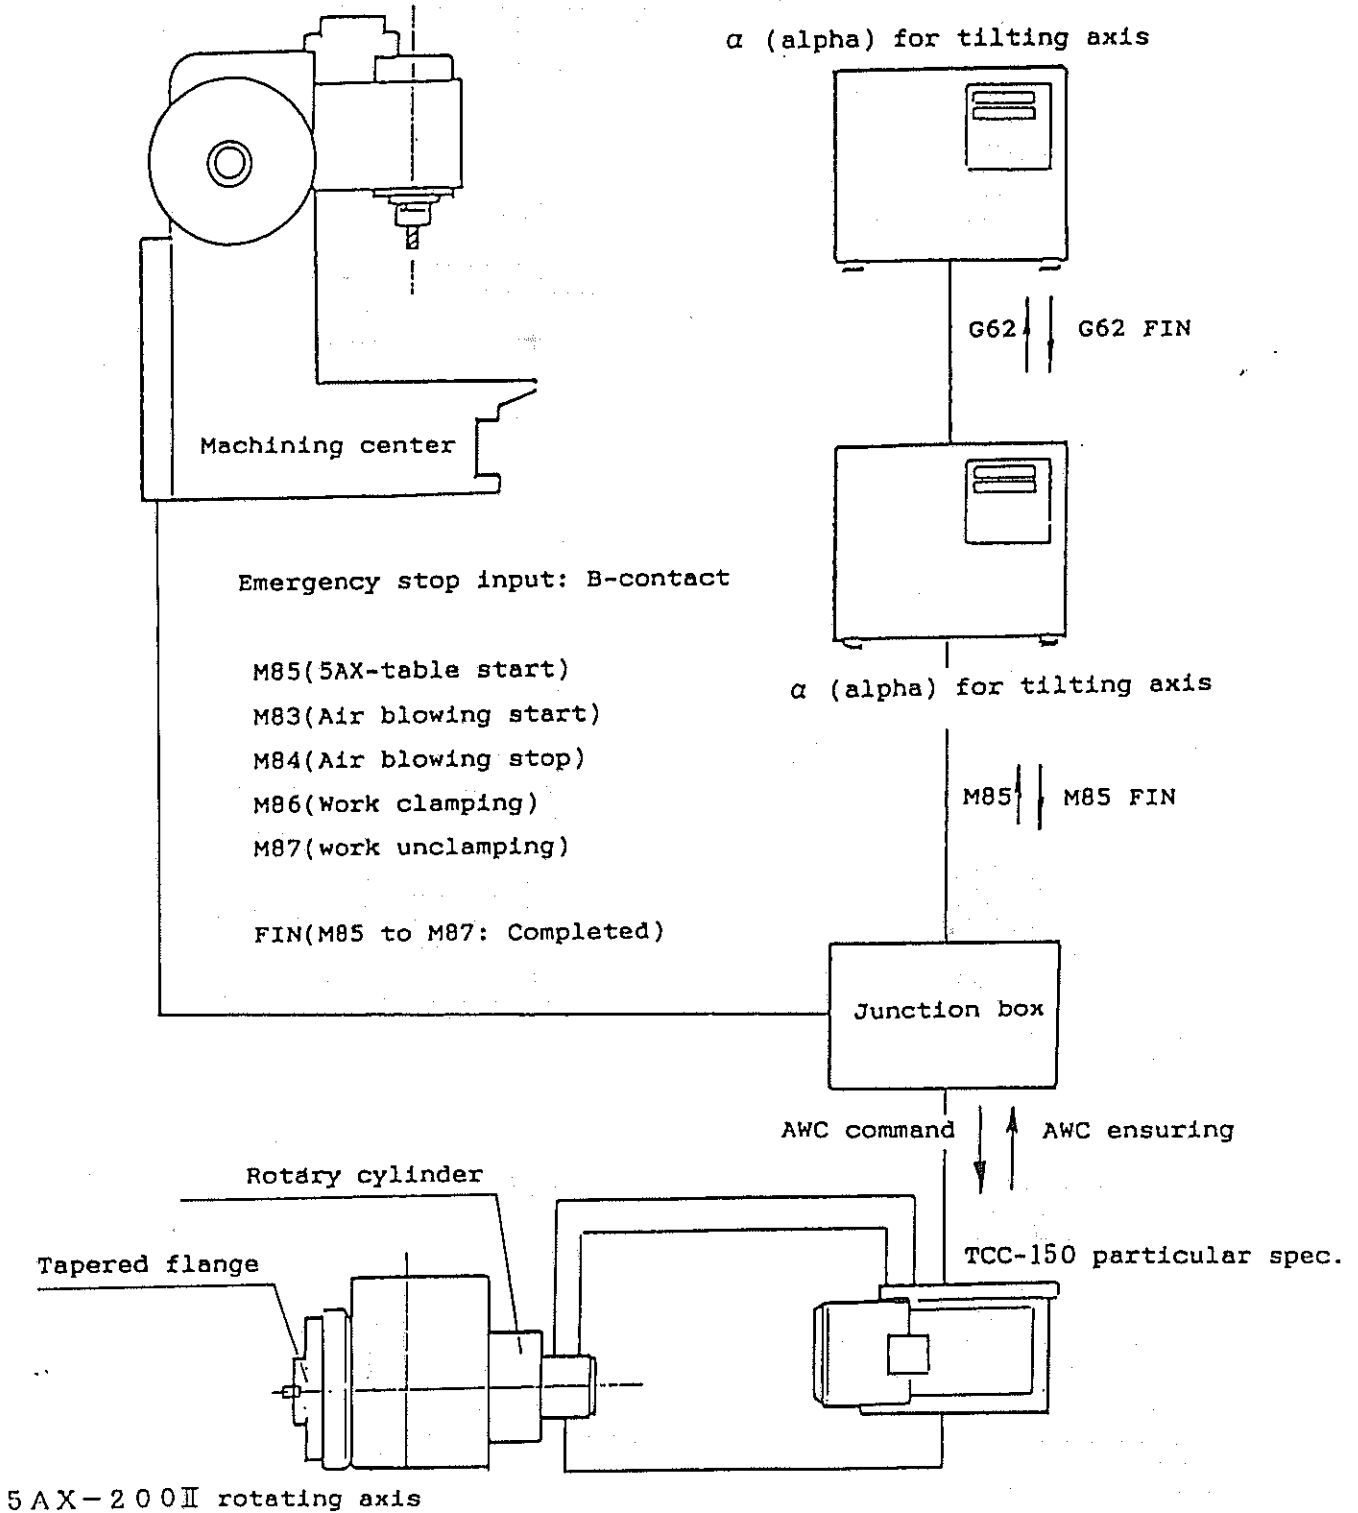 α (alpha) for tilting axis
G62
G62 FIN
Machining center
Emergency stop input: B-contact
M85(5AX-table start)
α (alpha) for tilting axis
M83(Air blowing start)
M84(Air blowing stop)
M85
M85 FIN
M86(Work clamping)
M87(work unclamping)
FIN(M85 to M87: Completed)
Junction box
AWC command
AWC ensuring
Rotary cylinder
Tapered flange
TCC-150 particular spec.
5AX-200Ⅱ rotating axis